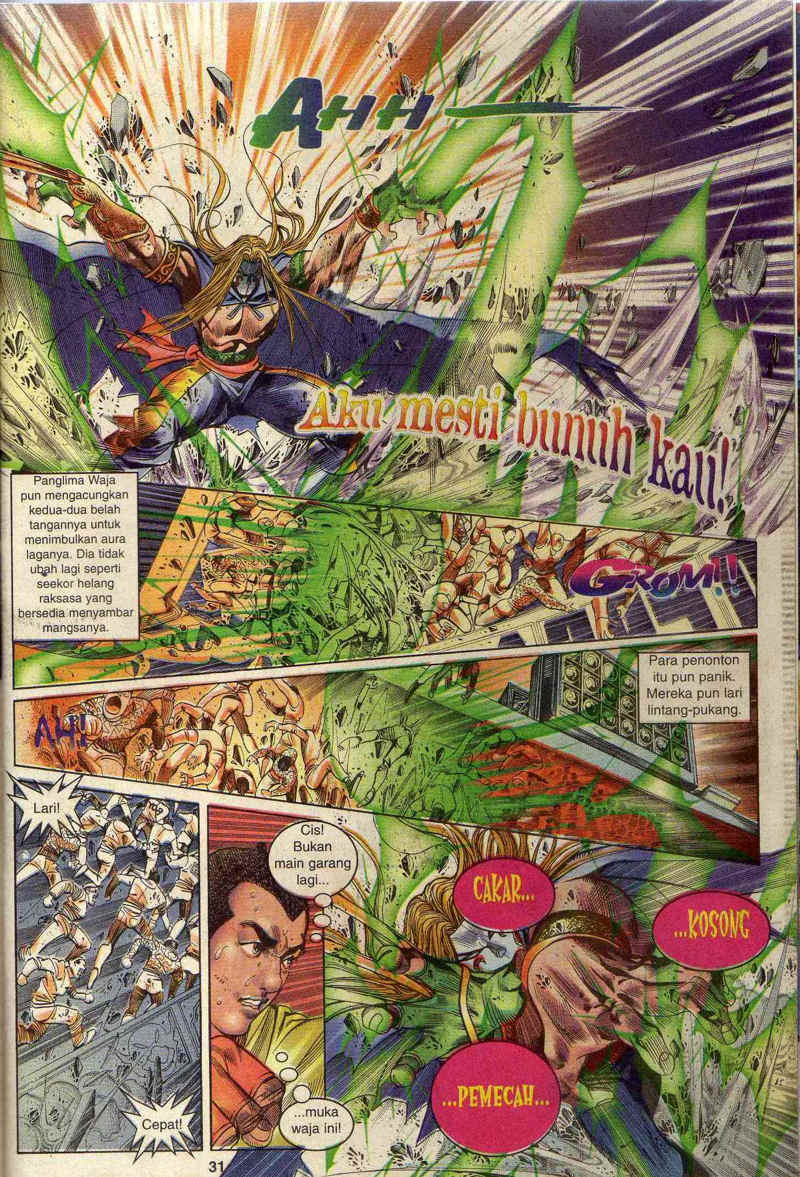 AHH
Aku mesti bunuh kau!
Panglima Waja
pun mengacungkan
kedua-dua belah
tangannya untuk
menimbulkan aura
laganya. Dia tidak
ubah lagi seperti
seekor helang
raksasa yang
bersedia menyambar
mangsanya.
GROM!!
Para penonton
itu pun panik.
Mereka pun lari
lintang-pukang.
AH!
Lari!
Cepat!
Cis!
Bukan
main garang
lagi...
...muka
waja ini!
CAKAR...
...KOSONG
...PEMECAH...
31